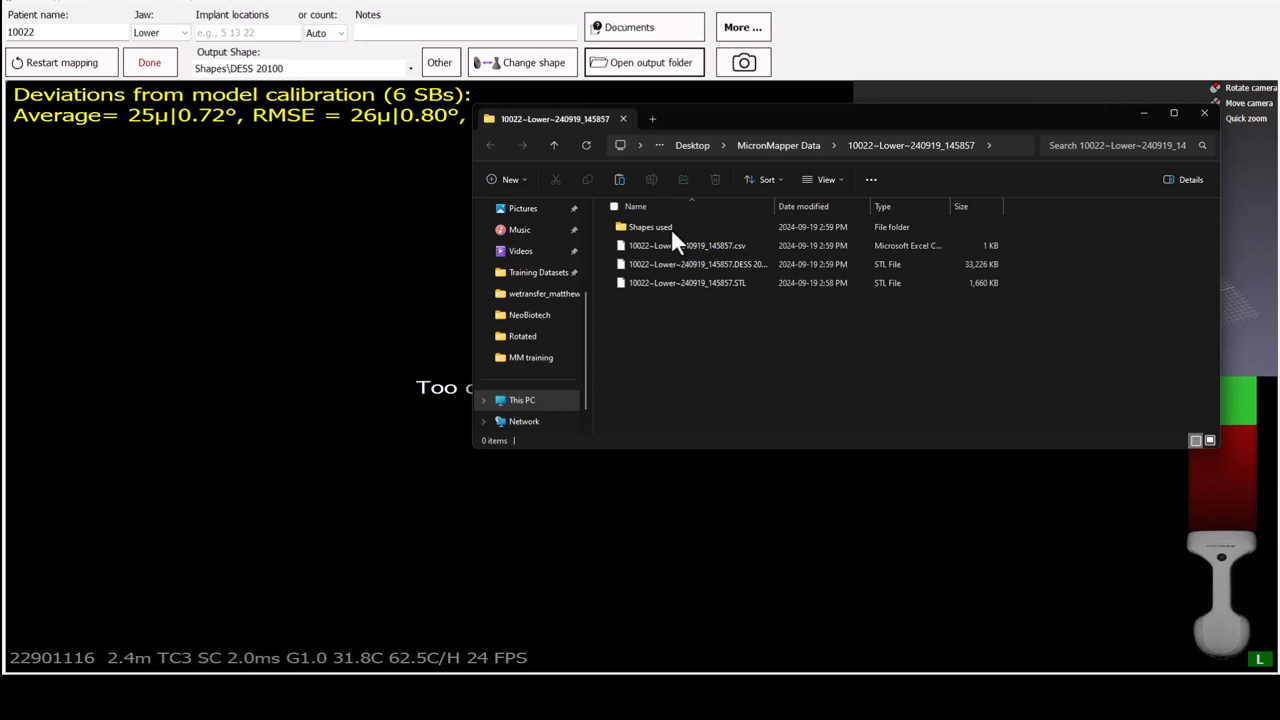 Patient name:
Jaw:
Implant locations
or count:
Notes
10022
Lower
e.g., 5 13 22
Auto
Documents
More ...
Restart mapping
Done
Output Shape:
Shapes\DESS 20100
Other
Change shape
Open output folder
Deviations from model calibration (6 SBs):
Average= 25µ|0.72°, RMSE = 26µ|0.80°,
Rotate camera
Move camera
Quick zoom
10022~Lower~240919_145857
Desktop
MicronMapper Data
10022~Lower~240919_145857
Search 10022~Lower~240919_14
New
Sort
View
Details
Name
Date modified
Type
Size
Pictures
Music
Videos
Training Datasets
wetransfer_matthew
NeoBiotech
Rotated
MM training
This PC
Network
Shapes used
2024-09-19 2:59 PM
File folder
2024-09-19 2:59 PM
Microsoft Excel C...
1 KB
10022~Lower~240919_145857.DESS 20...
2024-09-19 2:59 PM
STL File
33,226 KB
10022~Lower~240919_145857.STL
2024-09-19 2:58 PM
STL File
1,660 KB
0 items
Too
22901116 2.4m TC3 SC 2.0ms G1.0 31.8C 62.5C/H 24 FPS
L